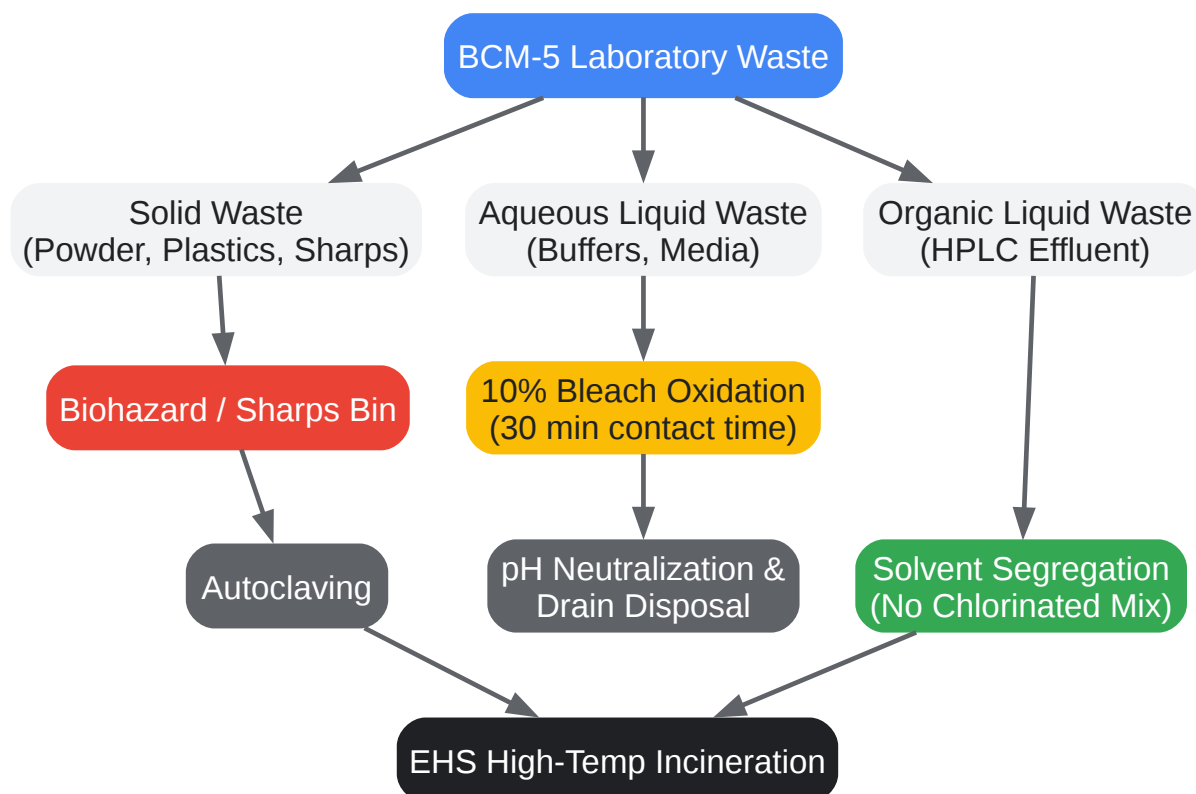 BCM-5 Laboratory Waste
Solid Waste
(Powder, Plastics, Sharps)
Aqueous Liquid Waste
(Buffers, Media)
Organic Liquid Waste
(HPLC Effluent)
Biohazard / Sharps Bin
10% Bleach Oxidation
(30 min contact time)
Autoclaving
pH Neutralization &
Drain Disposal
Solvent Segregation
(No Chlorinated Mix)
EHS High-Temp Incineration